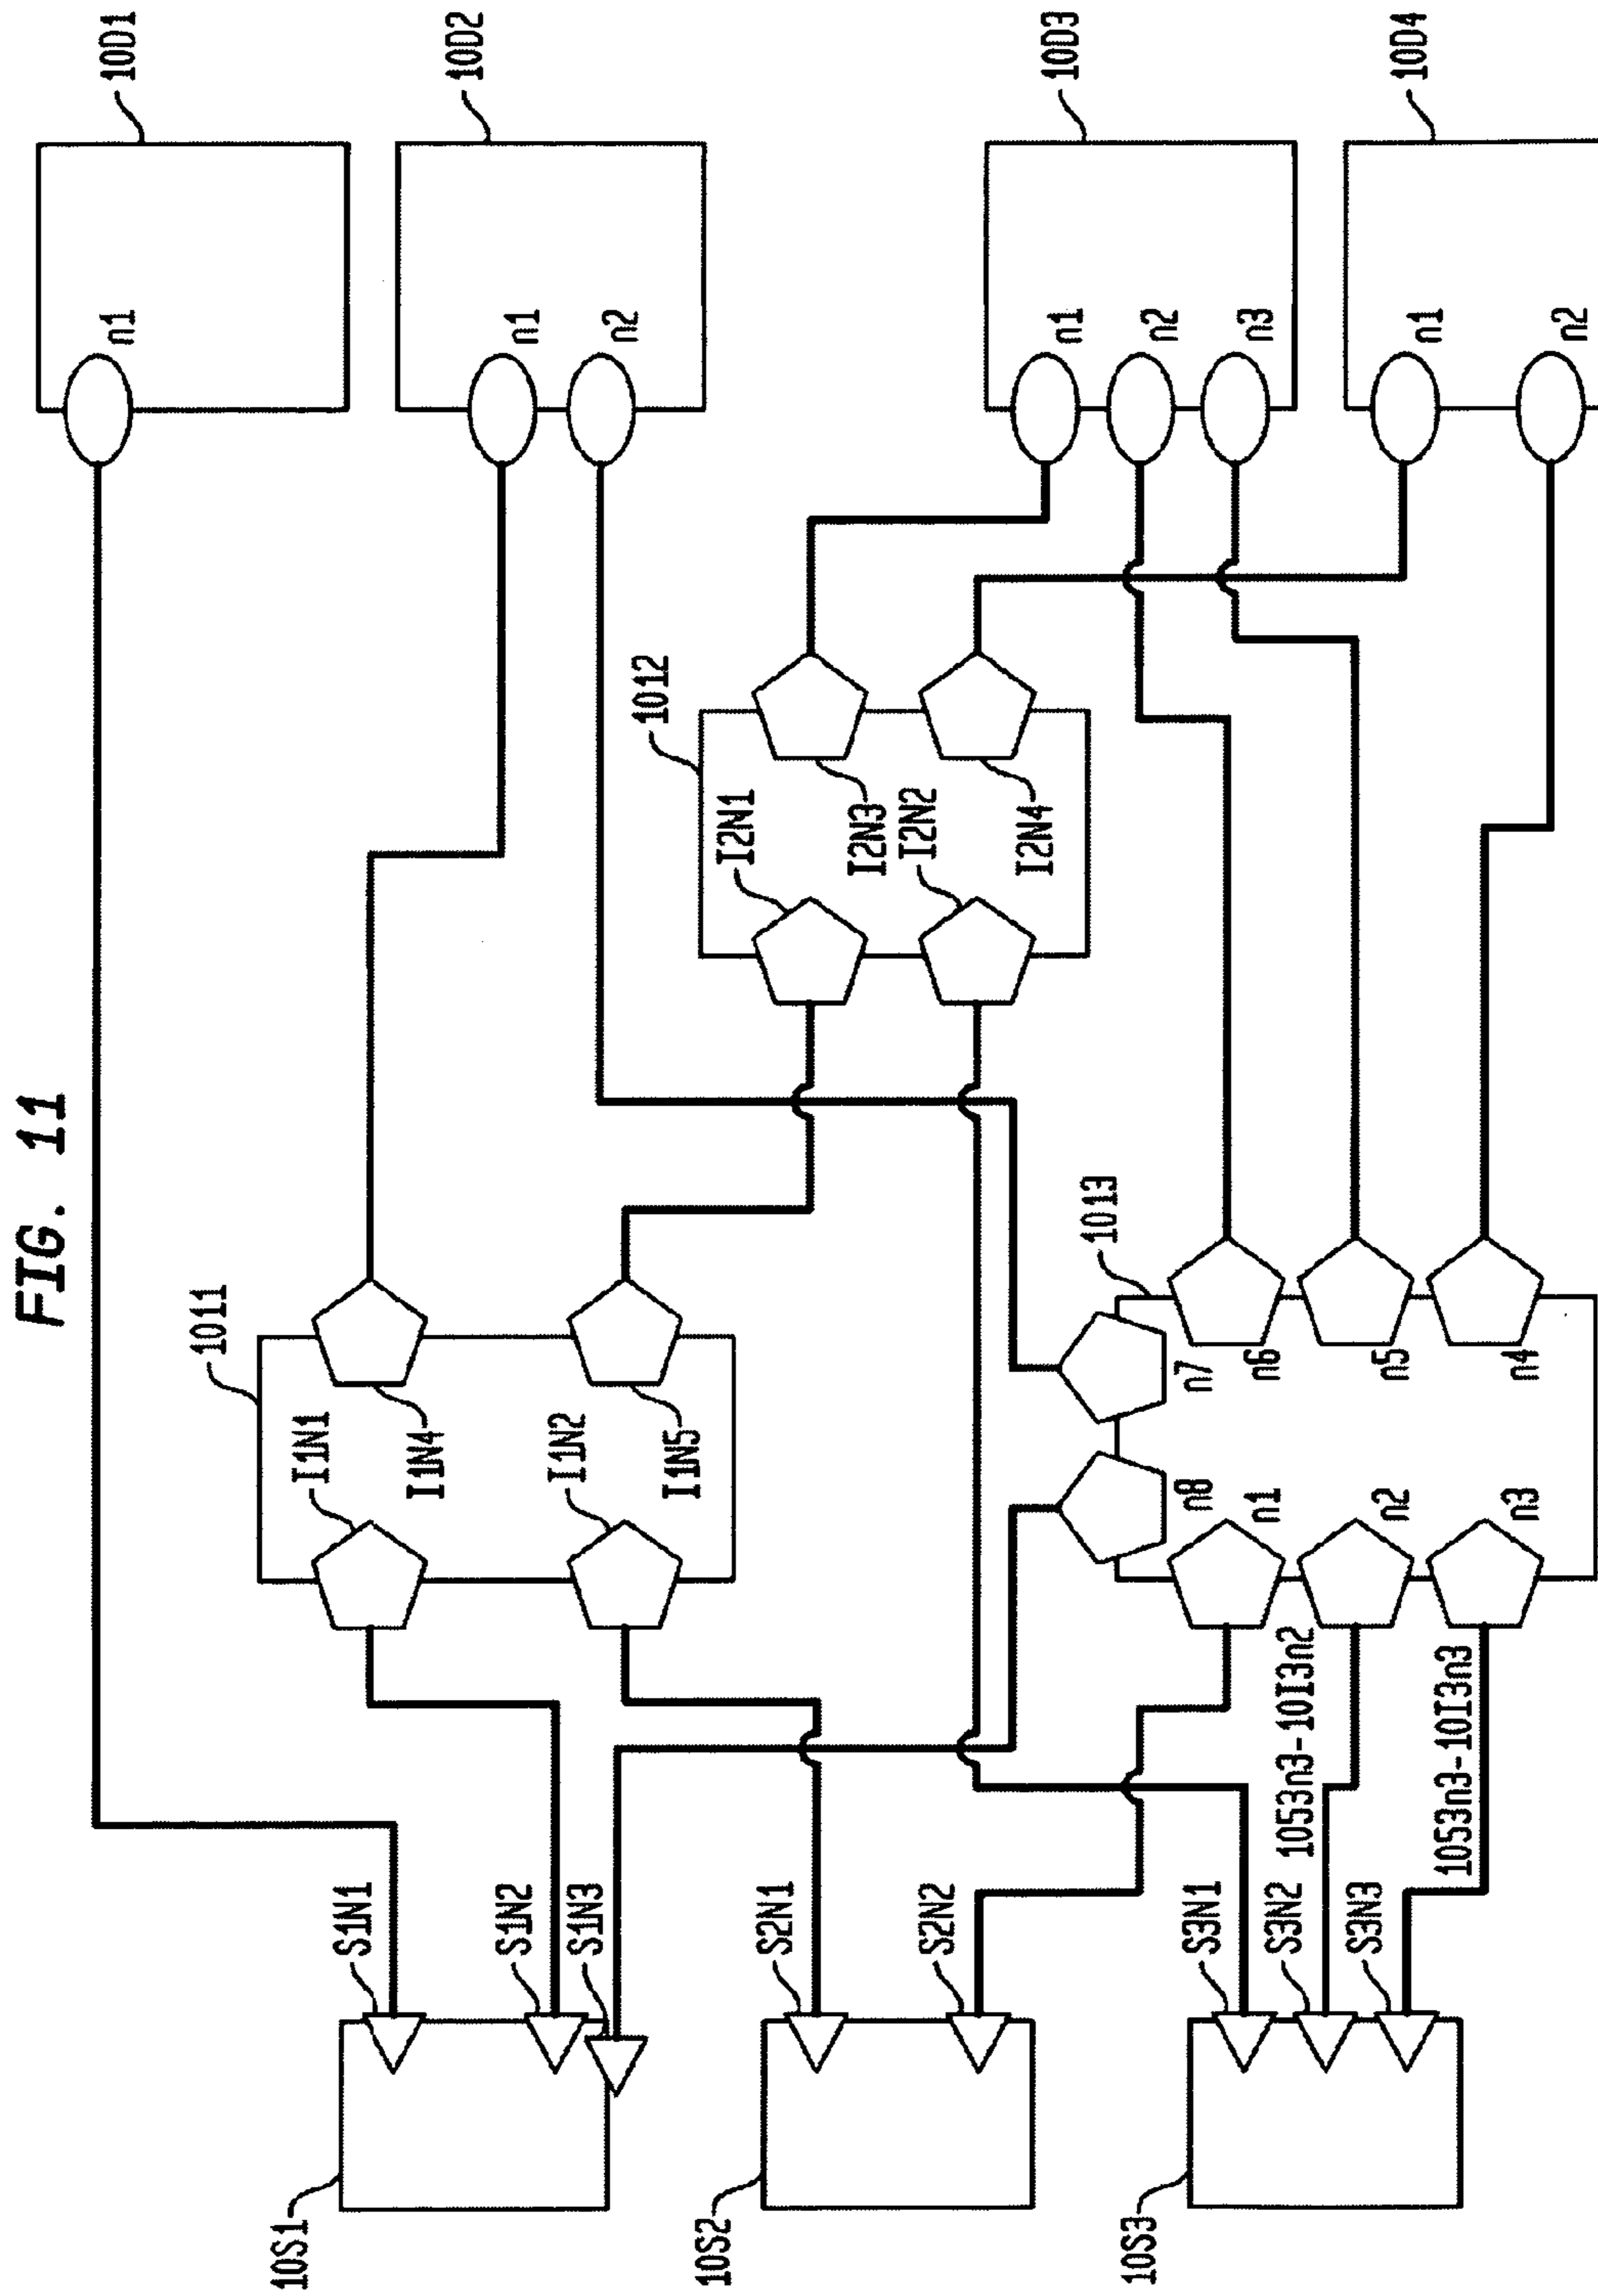 FIG. 11
10S1
S1N1
S1N2
S1N3
10S2
S2N1
S2N2
10S3
S3N1
S3N2
S3N3
1053n3-10I3n2
1053n3-10I3n3
1011
I1N1
I1N4
I1N2
I1N5
1013
n8
n7
n1
n6
n2
n5
n3
n4
1012
I2N1
I2N3
I2N2
I2N4
10D1
n1
10D2
n1
n2
10D3
n1
n2
n3
10D4
n1
n2